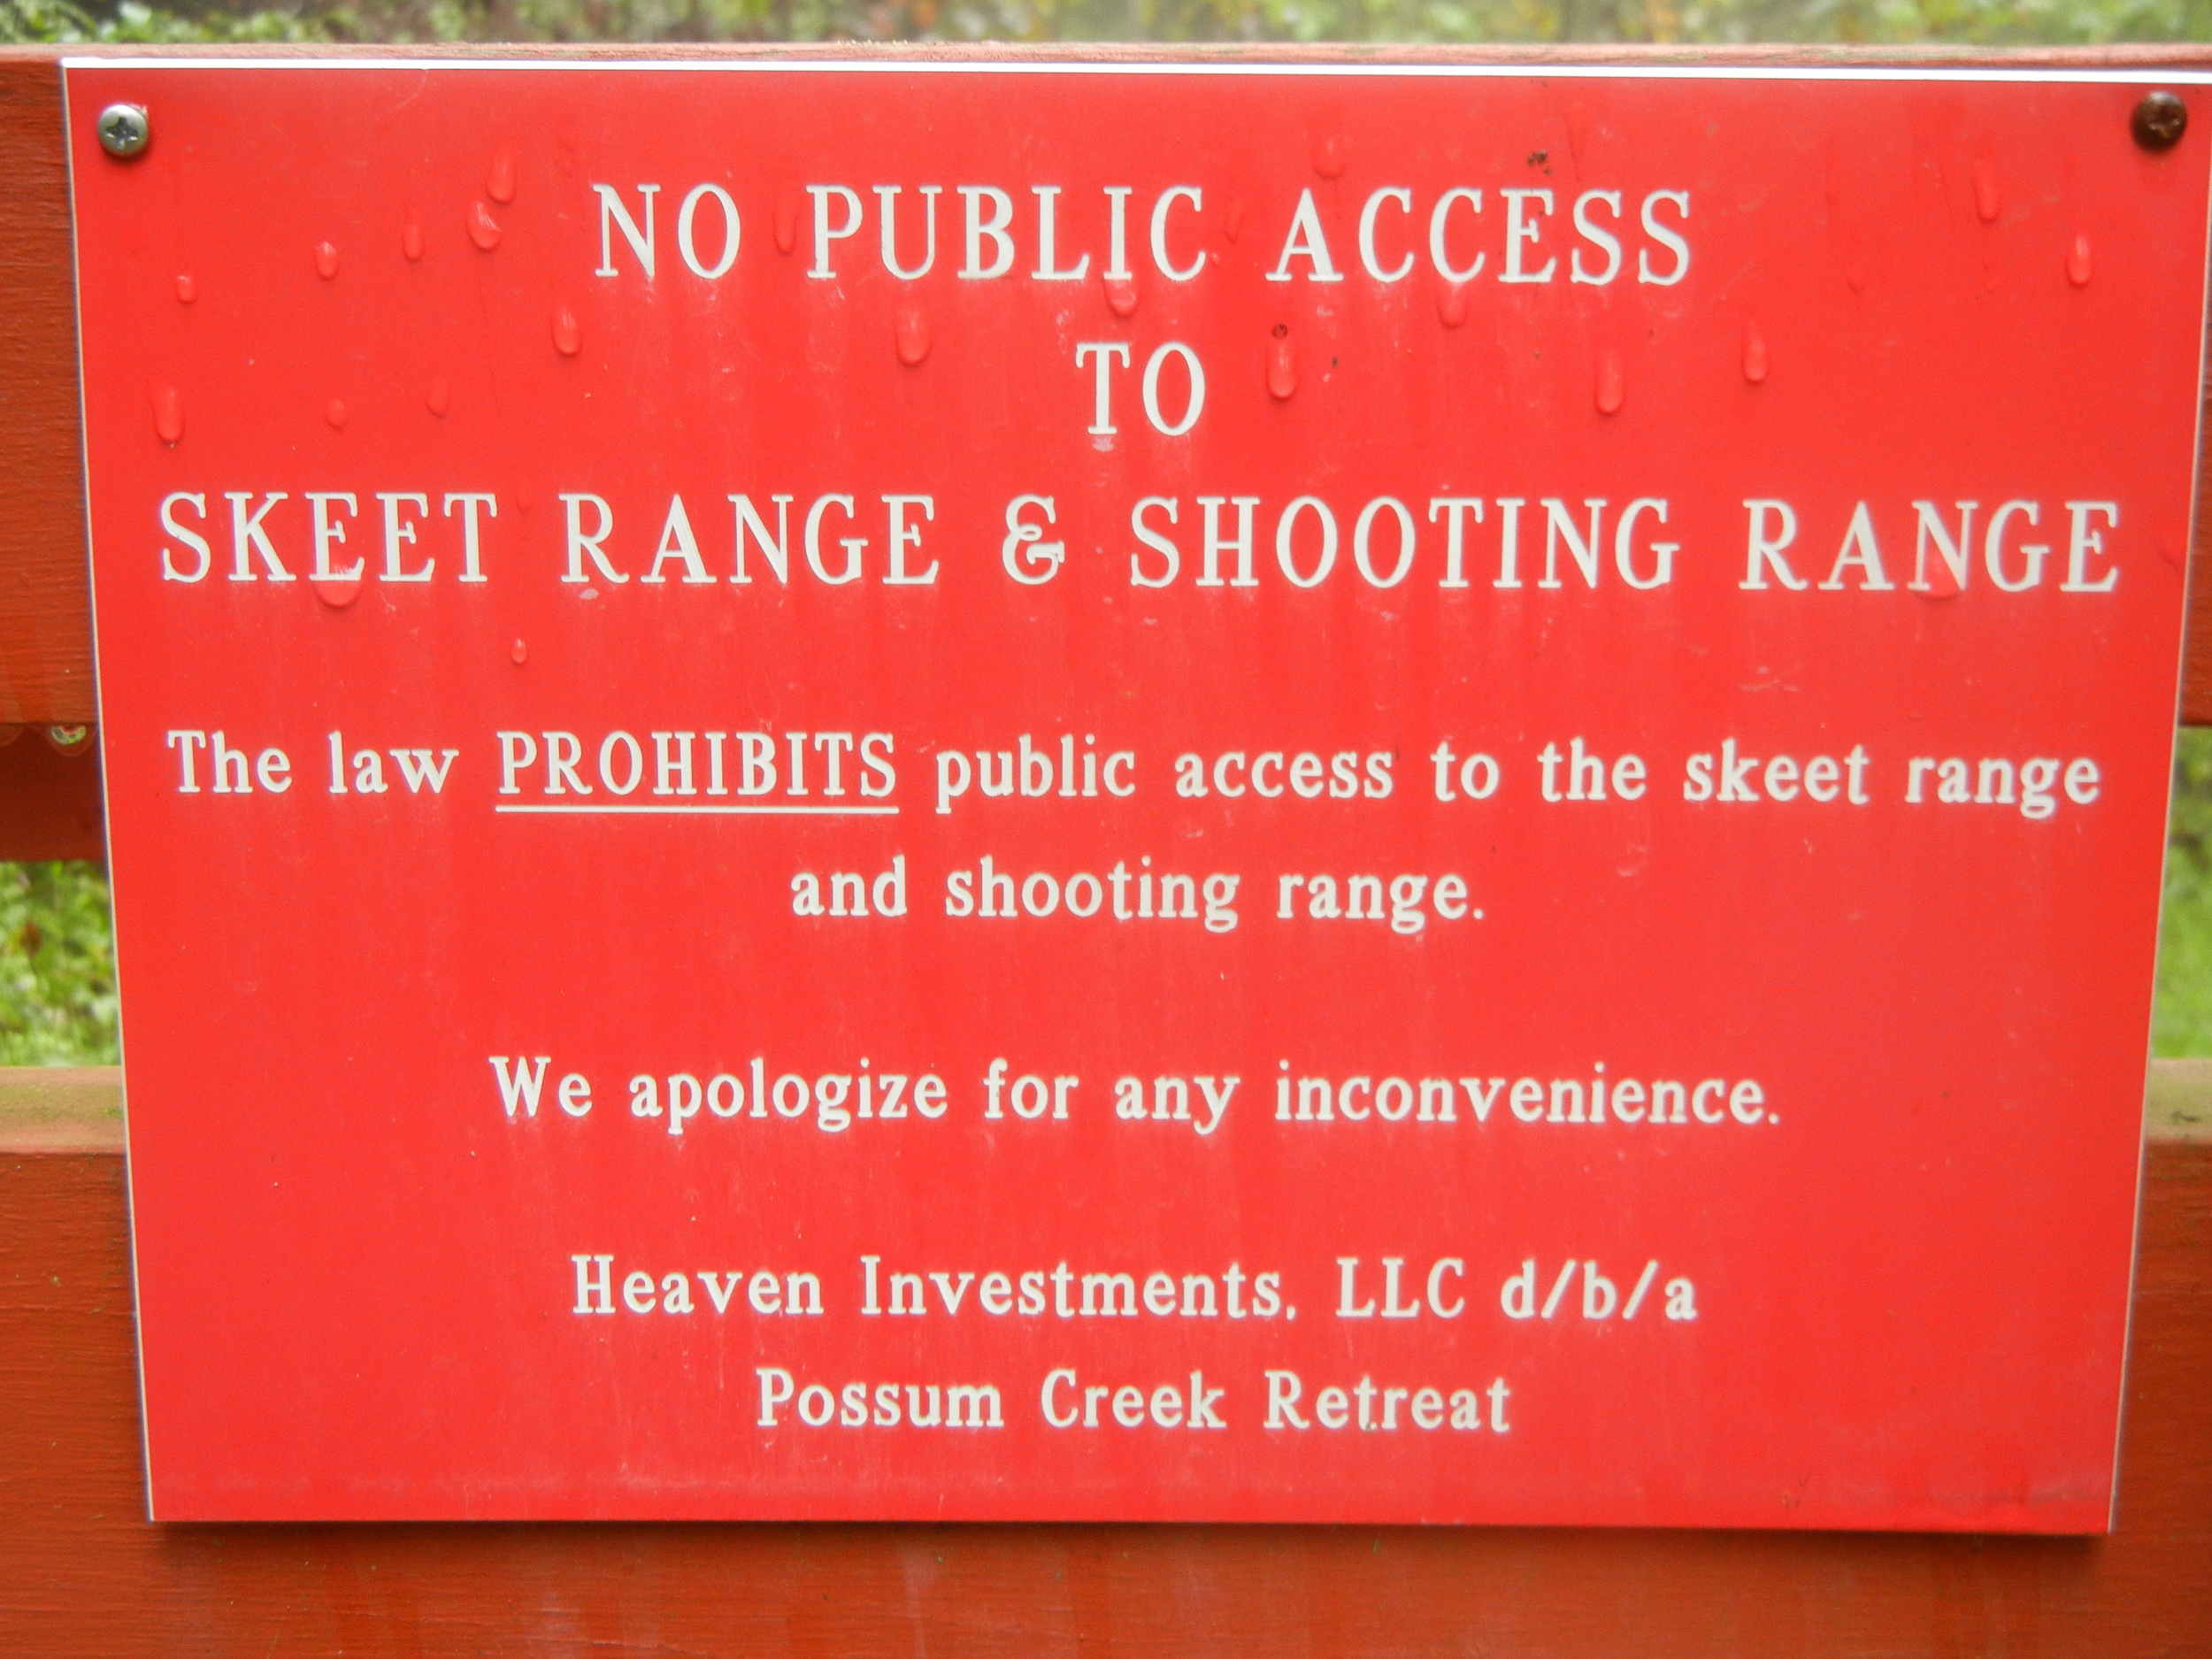 NO PUBLIC ACCESS
TO
SKEET RANGE & SHOOTING RANGE
The law PROHIBITS public access to the skeet range
and shooting range.
We apologize for any inconvenience.
Heaven Investments, LLC d/b/a
Possum Creek Retreat